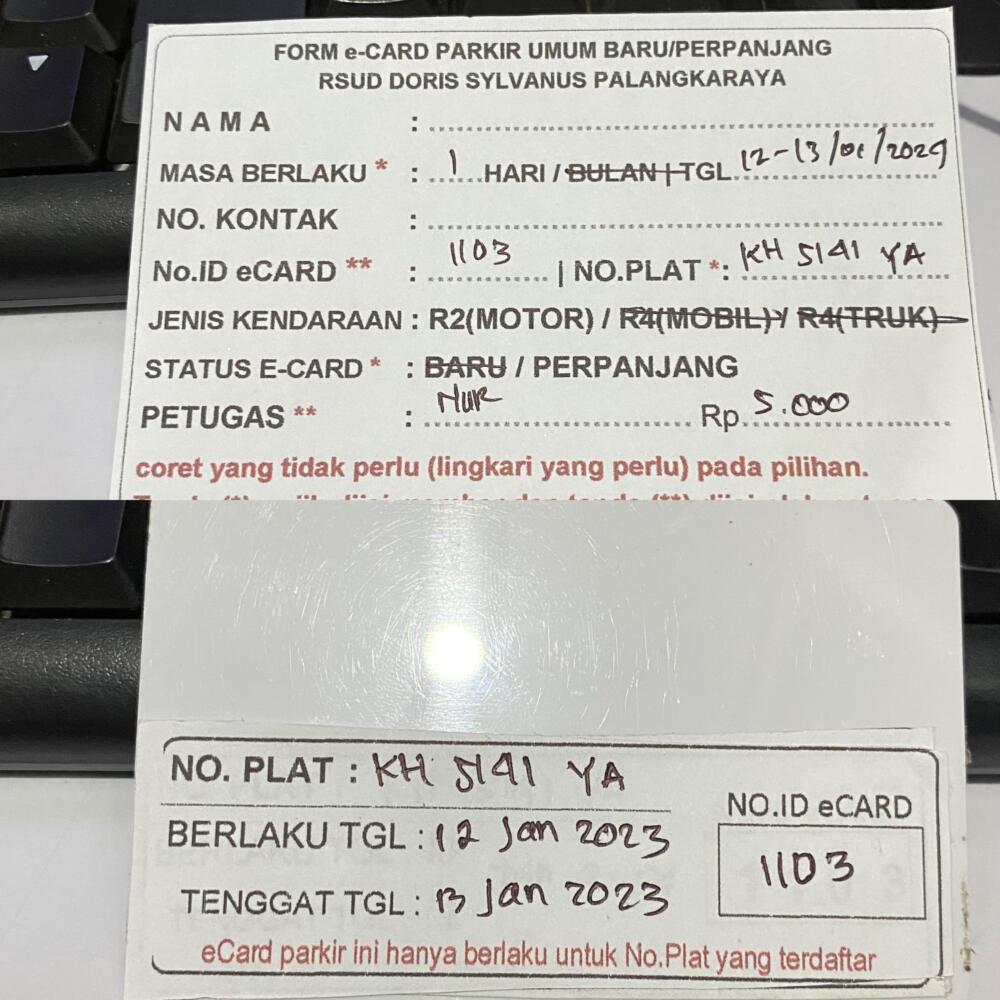 FORM e-CARD PARKIR UMUM BARU/PERPANJANG
RSUD DORIS SYLVANUS PALANGKARAYA
NAMA :
MASA BERLAKU * : 1 HARI / BULAN | TGL 12-13/01/2029
NO. KONTAK :
No.ID eCARD ** : 1103 | NO.PLAT *: KH 5141 YA
JENIS KENDARAAN : R2(MOTOR) / R4(MOBIL) / R4(TRUK)
STATUS E-CARD * : BARU / PERPANJANG
PETUGAS ** : Nur Rp. 5.000
coret yang tidak perlu (lingkari yang perlu) pada pilihan.
NO. PLAT : KH 5141 YA
BERLAKU TGL : 12 Jan 2023
TENGGAT TGL : 13 Jan 2023
NO.ID eCARD
1103
eCard parkir ini hanya berlaku untuk No.Plat yang terdaftar